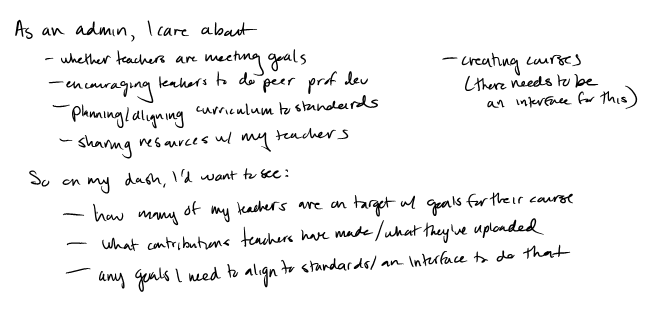 As an admin, I care about
- whether teachers are meeting goals
- encouraging teachers to do peer prof dev
- planning/aligning curriculum to standards
- sharing resources w/ my teachers
- creating courses
(there needs to be
an interface for this)
So on my dash, I'd want to see:
- how many of my teachers are on target w/ goals for their course
- what contributions teachers have made/what they've uploaded
- any goals I need to align to standards/an interface to do that